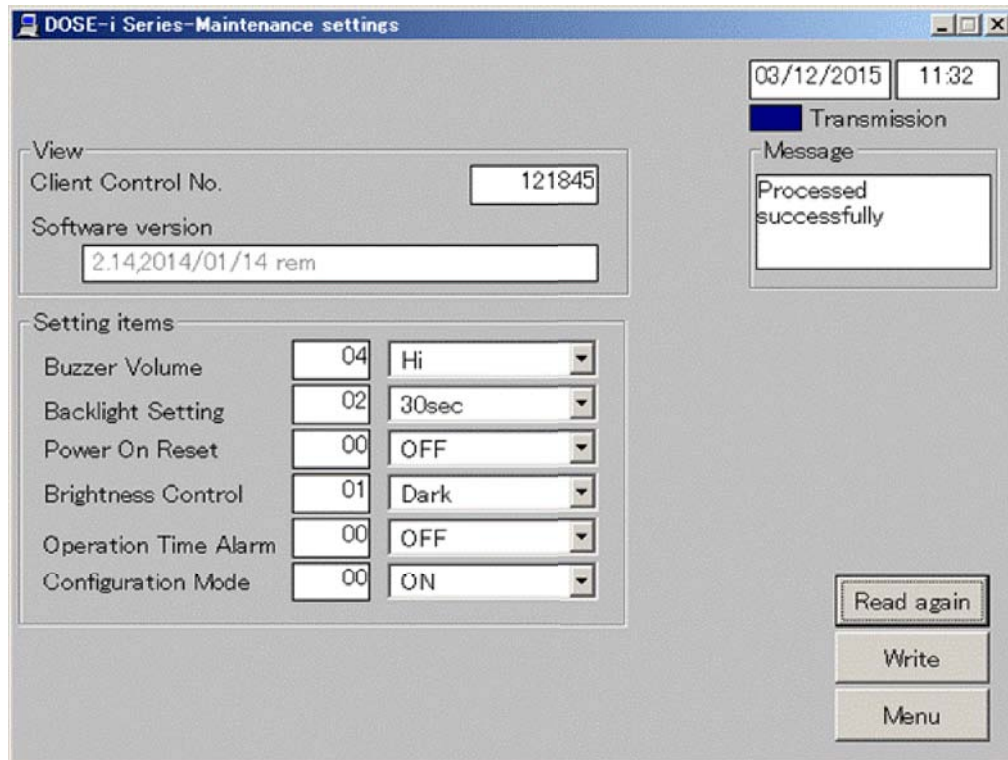 DOSE-i Series-Maintenance settings
03/12/2015 11:32
Transmission
View
Client Control No. 121845
Software version
2.14,2014/01/14 rem
Message
Processed
successfully
Setting items
Buzzer Volume 04 Hi
Backlight Setting 02 30sec
Power On Reset 00 OFF
Brightness Control 01 Dark
Operation Time Alarm 00 OFF
Configuration Mode 00 ON
Read again
Write
Menu